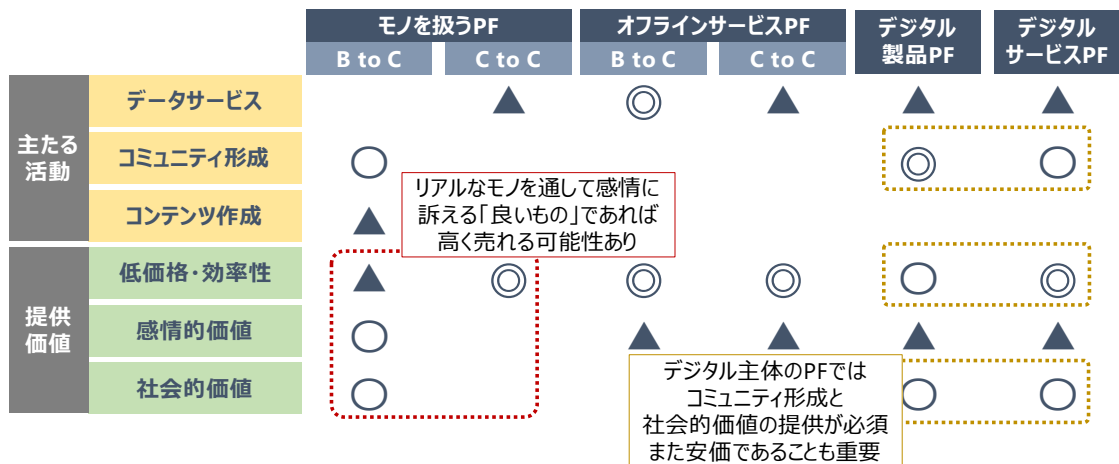 モノを扱うPF
オフラインサービスPF
デジタル
製品PF
デジタル
サービスPF
B to C
C to C
B to C
C to C
主たる
活動
データサービス
▲
◎
▲
▲
▲
コミュニティ形成
○
◎
○
コンテンツ作成
▲
リアルなモノを通して感情に
訴える「良いもの」であれば
高く売れる可能性あり
提供
価値
低価格・効率性
▲
◎
◎
◎
○
◎
感情的価値
○
▲
▲
▲
▲
社会的価値
○
○
○
デジタル主体のPFでは
コミュニティ形成と
社会的価値の提供が必須
また安価であることも重要